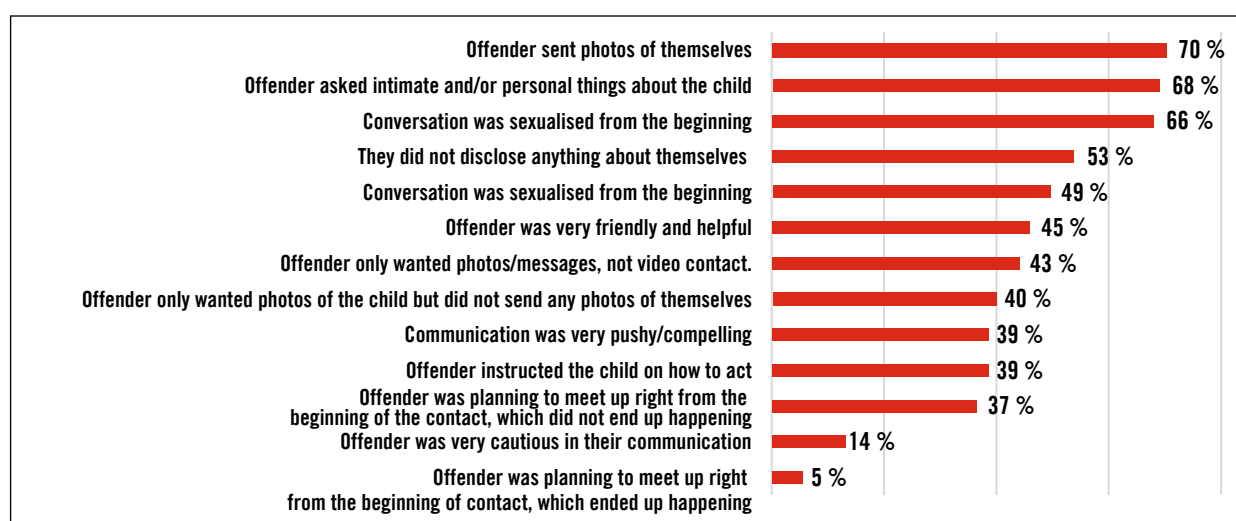 Offender sent photos of themselves 70 %
Offender asked intimate and/or personal things about the child 68 %
Conversation was sexualised from the beginning 66 %
They did not disclose anything about themselves 53 %
Conversation was sexualised from the beginning 49 %
Offender was very friendly and helpful 45 %
Offender only wanted photos/messages, not video contact. 43 %
Offender only wanted photos of the child but did not send any photos of themselves 40 %
Communication was very pushy/compelling 39 %
Offender instructed the child on how to act 39 %
Offender was planning to meet up right from the
beginning of the contact, which did not end up happening 37 %
Offender was very cautious in their communication 14 %
Offender was planning to meet up right 5 %
from the beginning of contact, which ended up happening